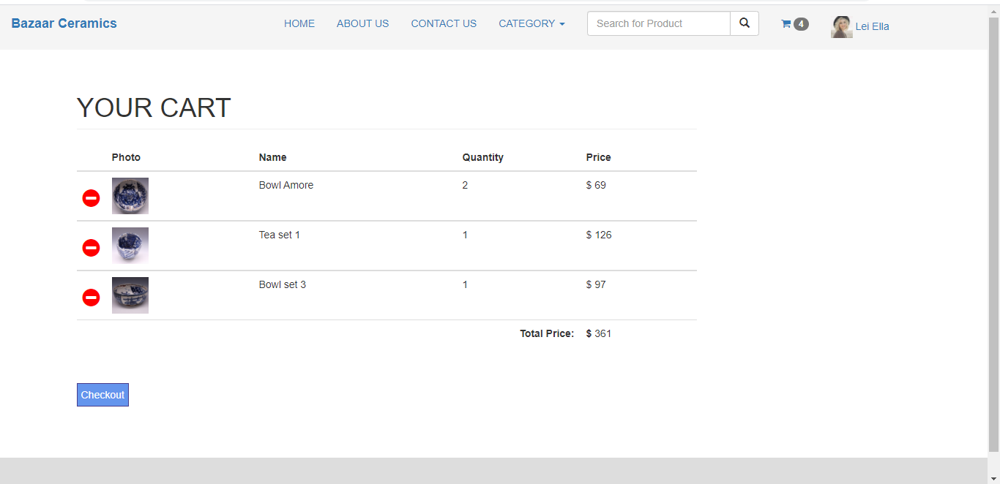 Bazaar Ceramics HOME ABOUT US CONTACT US CATEGORY Search for Product 4 Lei Ella
YOUR CART
Photo Name Quantity Price
Bowl Amore 2 $ 69
Tea set 1 1 $ 126
Bowl set 3 1 $ 97
Total Price: $ 361
Checkout